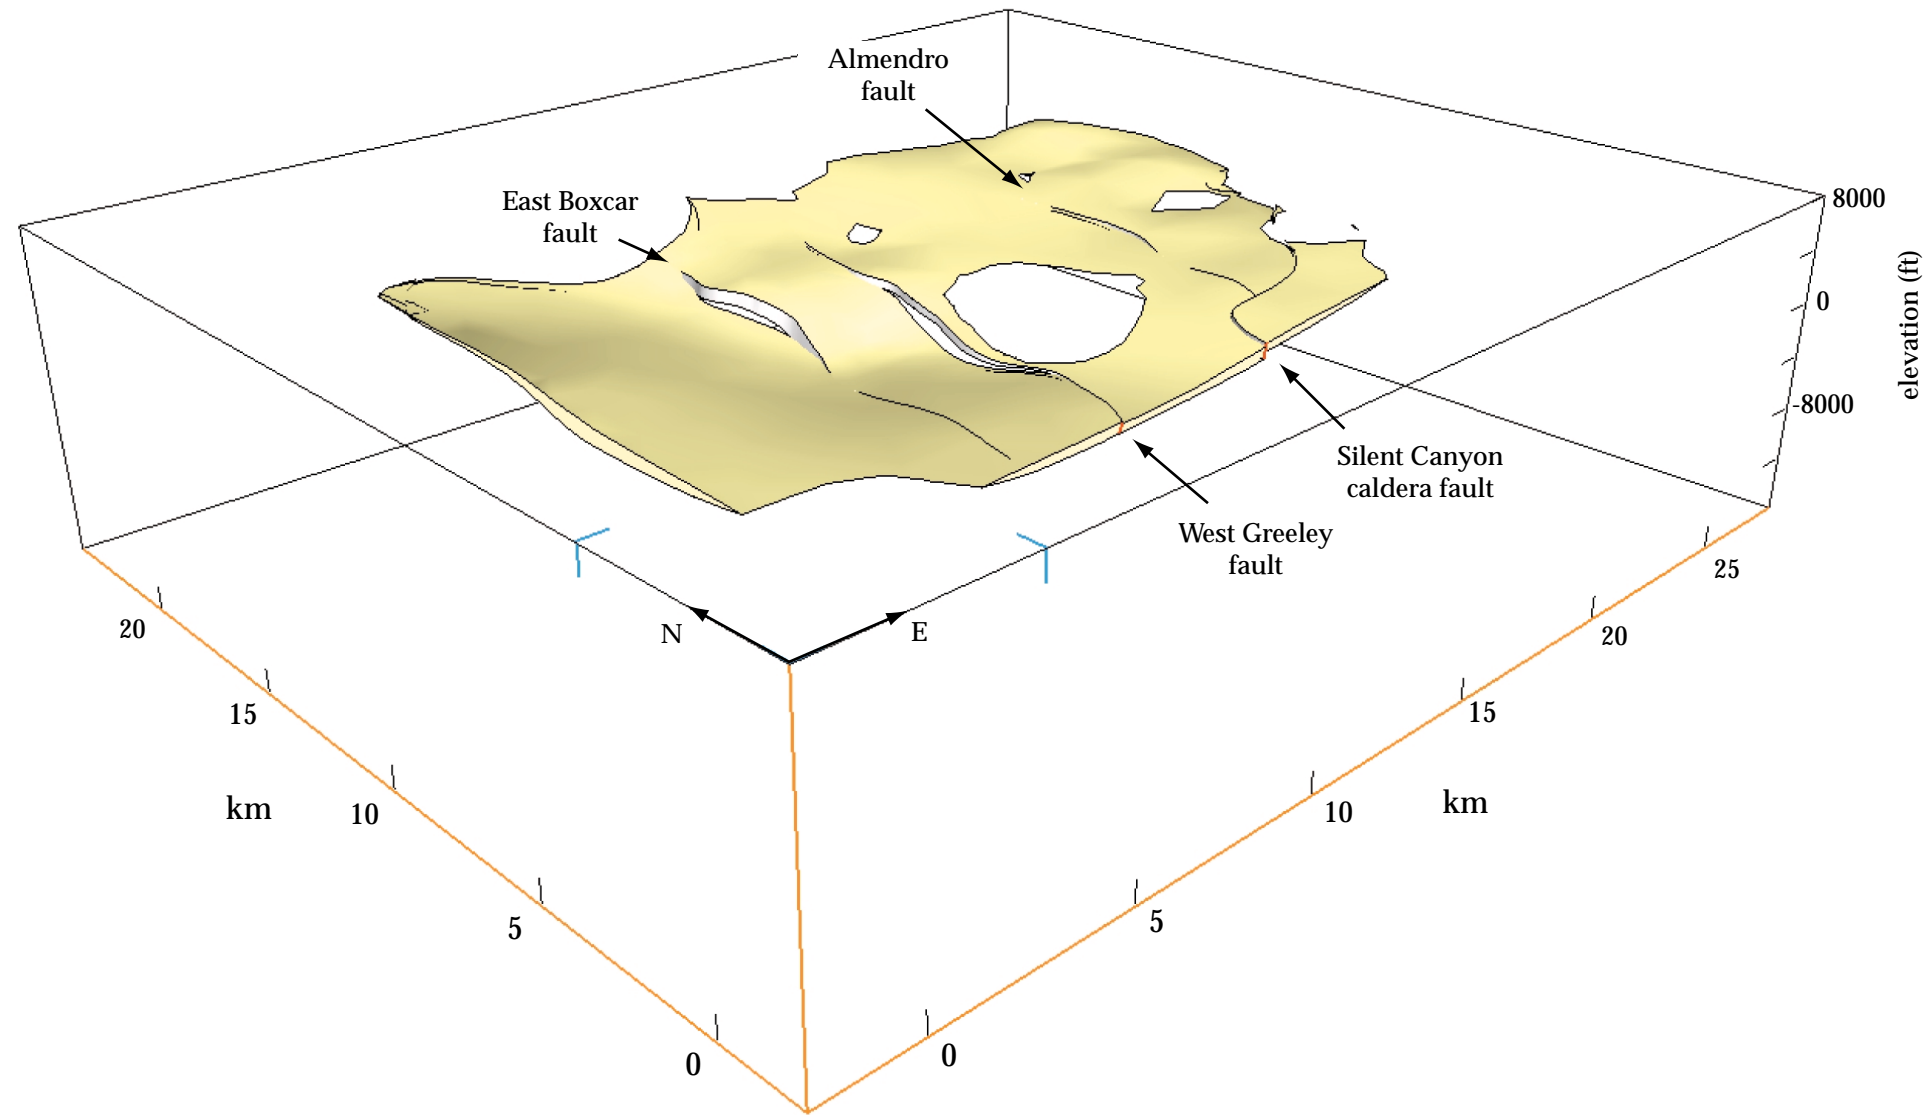 Almendro
fault
East Boxcar
fault
8000
elevation (ft)
0
-8000
Silent Canyon
caldera fault
West Greeley
fault
N
E
25
20
20
15
15
km
10
km
10
5
5
0
0